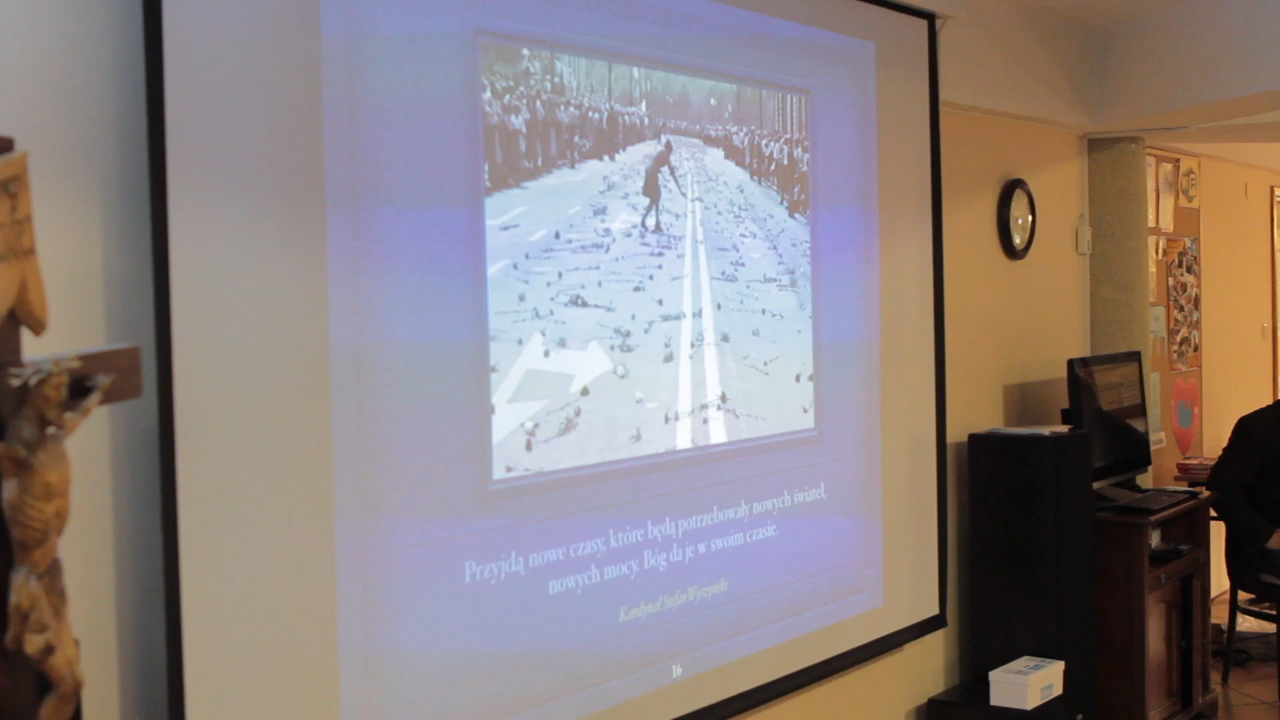 Przyjdą nowe czasy, które będą potrzebowały nowych świateł,
nowych mocy. Bóg da je w swoim czasie.
Kardynał Stefan Wyszyński
16